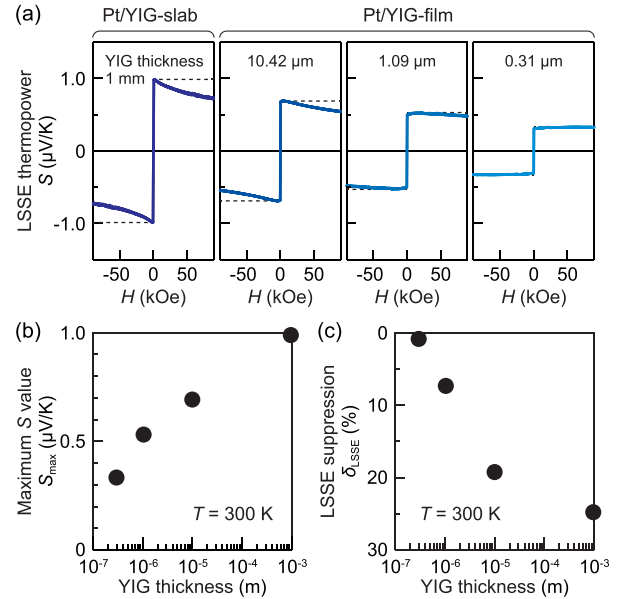 (a)
Pt/YIG-slab
Pt/YIG-film
YIG thickness
1 mm
10.42 μm
1.09 μm
0.31 μm
LSSE thermopower
S (μV/K)
1.0
0
-1.0
-50 0 50
-50 0 50
-50 0 50
-50 0 50
H (kOe)
H (kOe)
H (kOe)
H (kOe)
(b)
Maximum S value
Smax (μV/K)
1.0
0.5
0
T = 300 K
10-7 10-6 10-5 10-4 10-3
YIG thickness (m)
(c)
LSSE suppression
δLSSE (%)
0
10
20
30
T = 300 K
10-7 10-6 10-5 10-4 10-3
YIG thickness (m)